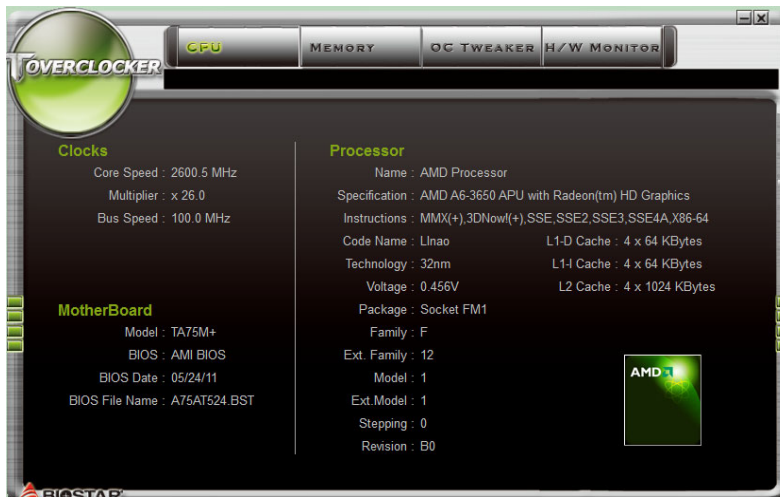 CPU
MEMORY
OC TWEAKER
H/W MONITOR
TOVERCLOCKER
Clocks
Core Speed : 2600.5 MHz
Multiplier : x 26.0
Bus Speed : 100.0 MHz
MotherBoard
Model : TA75M+
BIOS : AMI BIOS
BIOS Date : 05/24/11
BIOS File Name : A75AT524.BST
Processor
Name : AMD Processor
Specification : AMD A6-3650 APU with Radeon(tm) HD Graphics
Instructions : MMX(+),3DNow!(+),SSE,SSE2,SSE3,SSE4A,X86-64
Code Name : LInao
L1-D Cache : 4 x 64 KBytes
Technology : 32nm
L1-I Cache : 4 x 64 KBytes
Voltage : 0.456V
L2 Cache : 4 x 1024 KBytes
Package : Socket FM1
Family : F
Ext. Family : 12
Model : 1
Ext.Model : 1
Stepping : 0
Revision : B0
AMD
BIOSTAR